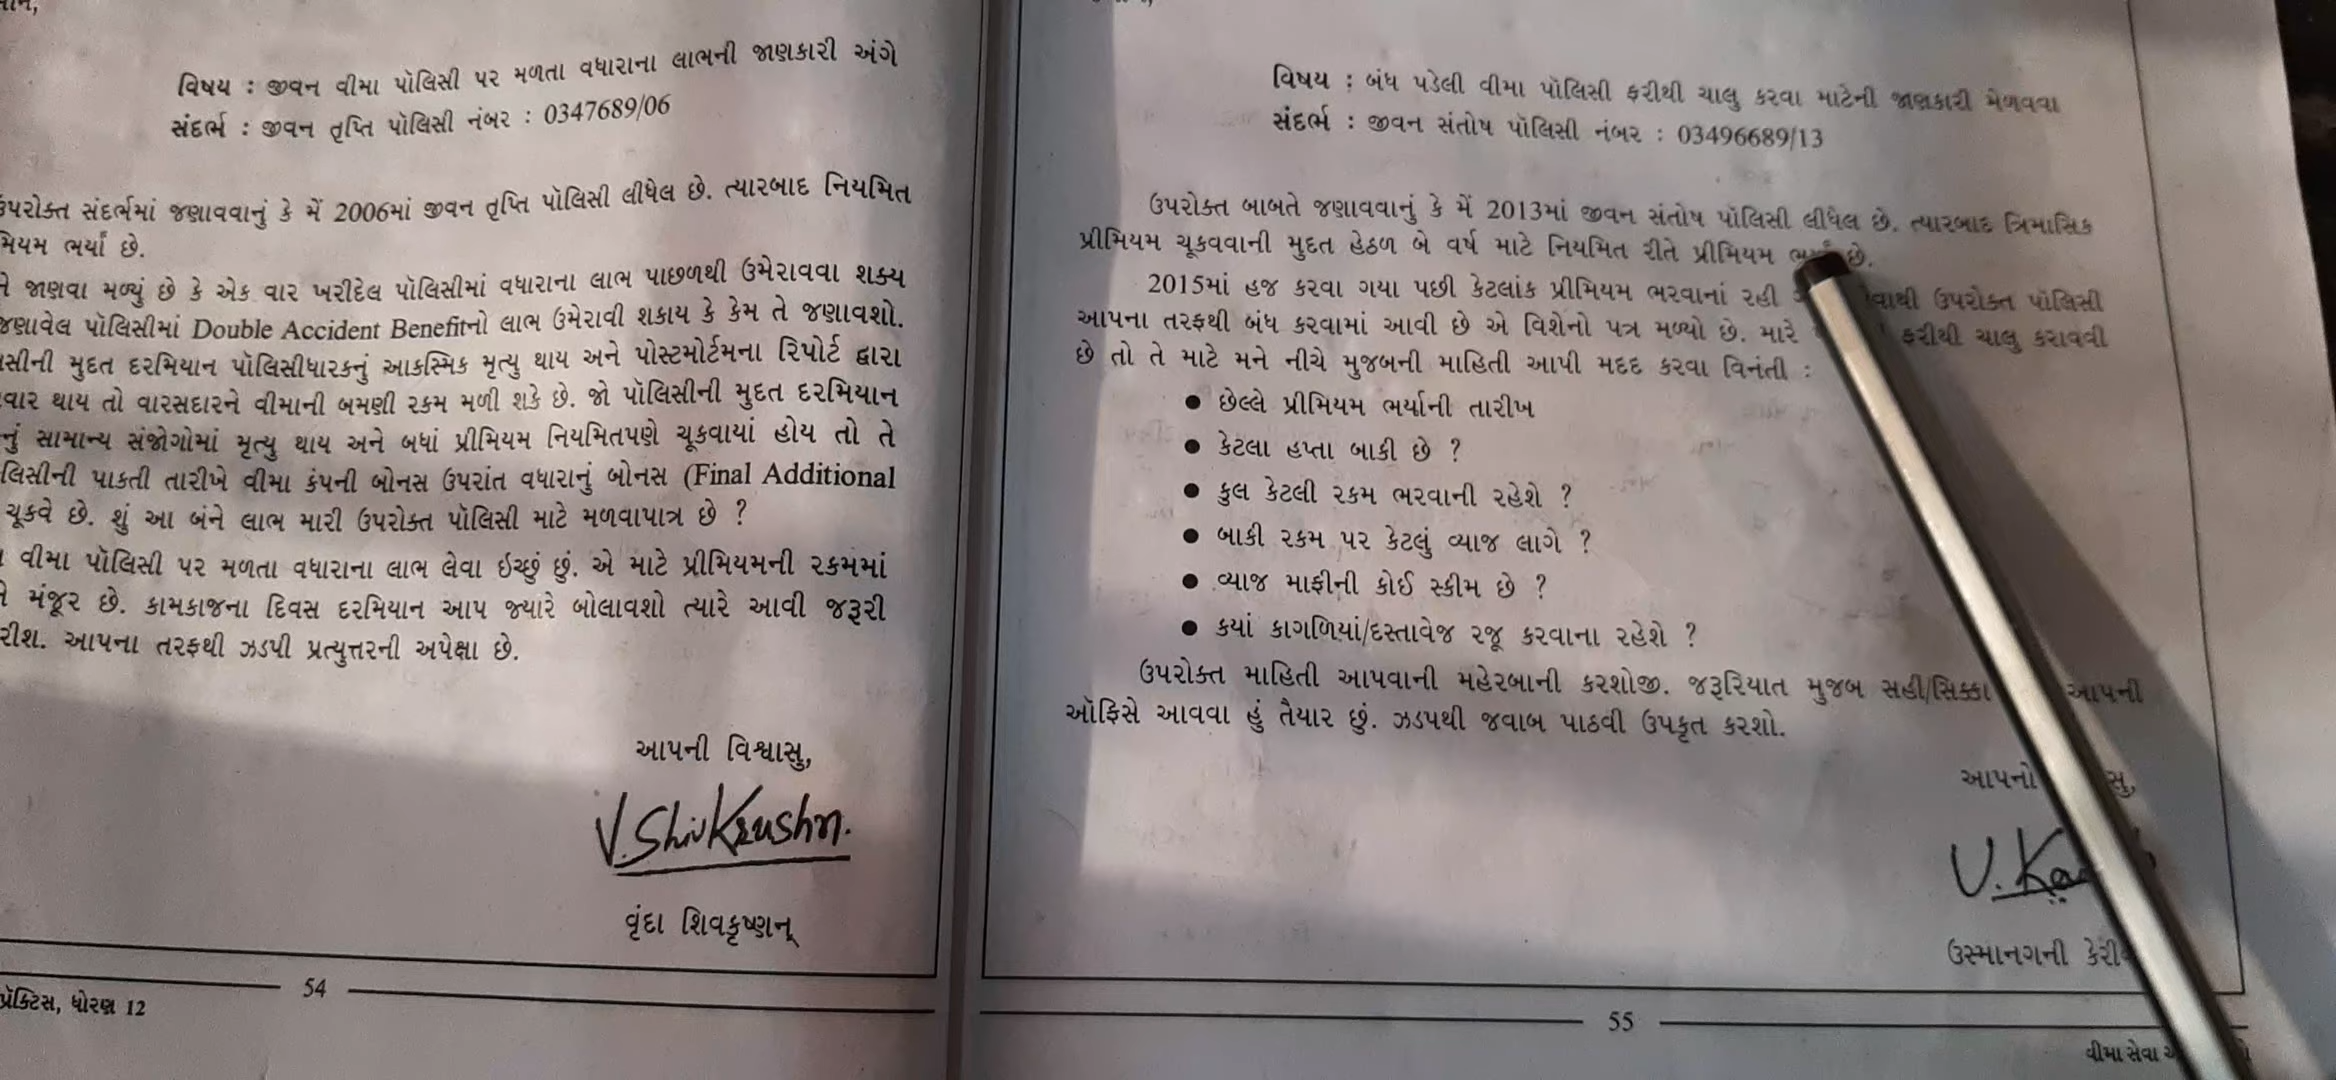 વિષય : જીવન વીમા પૉલિસી પર મળતા વધારાના લાભની જાણકારી અંગે
સંદર્ભ : જીવન તૃપ્તિ પૉલિસી નંબર : 0347689/06
ઉપરોક્ત સંદર્ભમાં જણાવવાનું કે મેં 2006માં જીવન તૃપ્તિ પૉલિસી લીધેલ છે. ત્યારબાદ નિયમિત
ભર્યાં છે.
જાણવા મળ્યું છે કે એક વાર ખરીદેલ પૉલિસીમાં વધારાના લાભ પાછળથી ઉમેરાવવા શક્ય
જણાવેલ પૉલિસીમાં Double Accident Benefitનો લાભ ઉમેરાવી શકાય કે કેમ તે જણાવશો.
મુદત દરમિયાન પૉલિસીધારકનું આકસ્મિક મૃત્યુ થાય અને પોસ્ટમોર્ટમના રિપોર્ટ દ્વારા
થાય તો વારસદારને વીમાની બમણી રકમ મળી શકે છે. જો પૉલિસીની મુદત દરમિયાન
સામાન્ય સંજોગોમાં મૃત્યુ થાય અને બધાં પ્રીમિયમ નિયમિતપણે ચૂકવાયાં હોય તો તે
પાકતી તારીખે વીમા કંપની બોનસ ઉપરાંત વધારાનું બોનસ (Final Additional
ચૂકવે છે. શું આ બંને લાભ મારી ઉપરોક્ત પૉલિસી માટે મળવાપાત્ર છે ?
વીમા પૉલિસી પર મળતા વધારાના લાભ લેવા ઇચ્છું છું. એ માટે પ્રીમિયમની રકમમાં
મંજૂર છે. કામકાજના દિવસ દરમિયાન આપ જ્યારે બોલાવશો ત્યારે આવી જરૂરી
આપના તરફથી ઝડપી પ્રત્યુત્તરની અપેક્ષા છે.
આપની વિશ્વાસુ,
વૃંદા શિવકૃષ્ણનૂ
54
પ્રૅક્ટિસ, ધોરણ 12
વિષય : બંધ પડેલી વીમા પૉલિસી ફરીથી ચાલુ કરવા માટેની જાણકારી મેળવવા
સંદર્ભ : જીવન સંતોષ પૉલિસી નંબર : 03496689/13
ઉપરોક્ત બાબતે જણાવવાનું કે મેં 2013માં જીવન સંતોષ પૉલિસી લીધેલ છે. ત્યારબાદ ત્રિમાસિક
પ્રીમિયમ ચૂકવવાની મુદત હેઠળ બે વર્ષ માટે નિયમિત રીતે પ્રીમિયમ છે.
2015માં હજ કરવા ગયા પછી કેટલાંક પ્રીમિયમ ભરવાનાં રહી ઉપરોક્ત પૉલિસી
આપના તરફથી બંધ કરવામાં આવી છે એ વિશેનો પત્ર મળ્યો છે. મારે ફરીથી ચાલુ કરાવવી
છે તો તે માટે મને નીચે મુજબની માહિતી આપી મદદ કરવા વિનંતી :
● છેલ્લે પ્રીમિયમ ભર્યાની તારીખ
● કેટલા હપ્તા બાકી છે ?
● કુલ કેટલી રકમ ભરવાની રહેશે ?
● બાકી રકમ પર કેટલું વ્યાજ લાગે ?
● વ્યાજ માફીની કોઈ સ્કીમ છે ?
● કયાં કાગળિયાં/દસ્તાવેજ રજૂ કરવાના રહેશે ?
ઉપરોક્ત માહિતી આપવાની મહેરબાની કરશોજી. જરૂરિયાત મુજબ સહી/સિક્કા આપની
ઑફિસે આવવા હું તૈયાર છું. ઝડપથી જવાબ પાઠવી ઉપકૃત કરશો.
આપનો
ઉસ્માનગની
55
વીમા સેવા